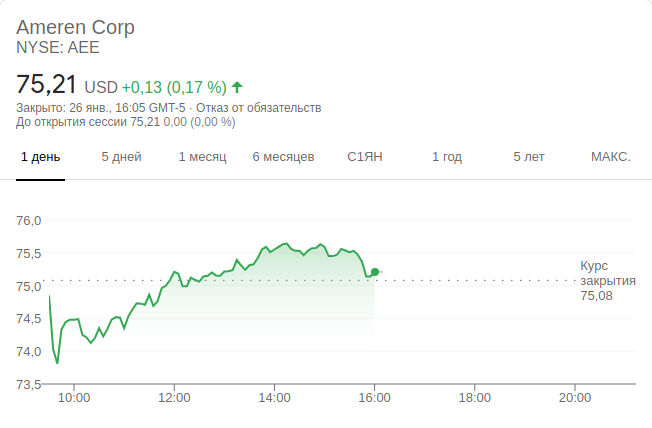 Ameren Corp
NYSE: AEE
75,21 USD +0,13 (0,17 %)
Закрыто: 26 янв., 16:05 GMT-5 · Отказ от обязательств
До открытия сессии 75,21 0,00 (0,00 %)
1 день 5 дней 1 месяц 6 месяцев С1ЯН 1 год 5 лет МАКС.
76,0
75,5
75,0
74,5
74,0
73,5
Курс
закрытия
75,08
10:00 12:00 14:00 16:00 18:00 20:00